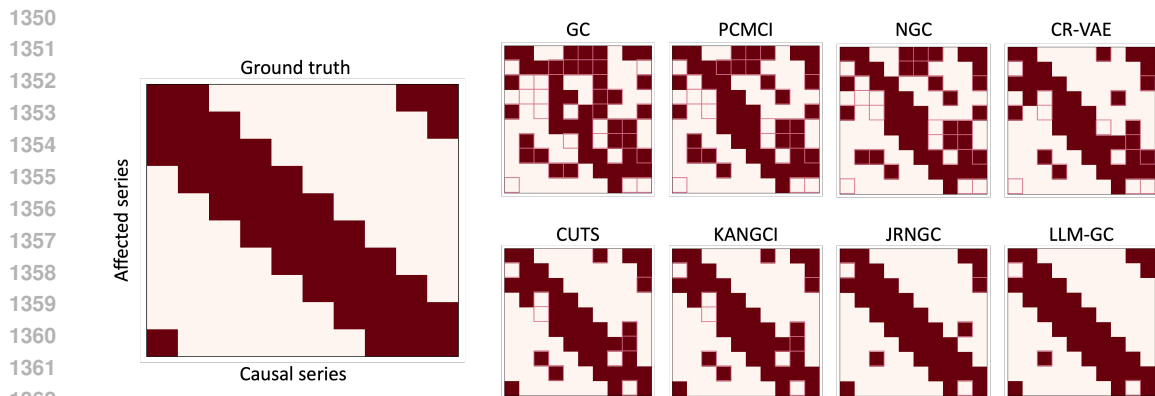 1350
1351
1352
1353
1354
1355
1356
1357
1358
1359
1360
1361
Ground truth
Affected series
Causal series
GC
PCMCI
NGC
CR-VAE
CUTS
KANGCI
JRNGC
LLM-GC